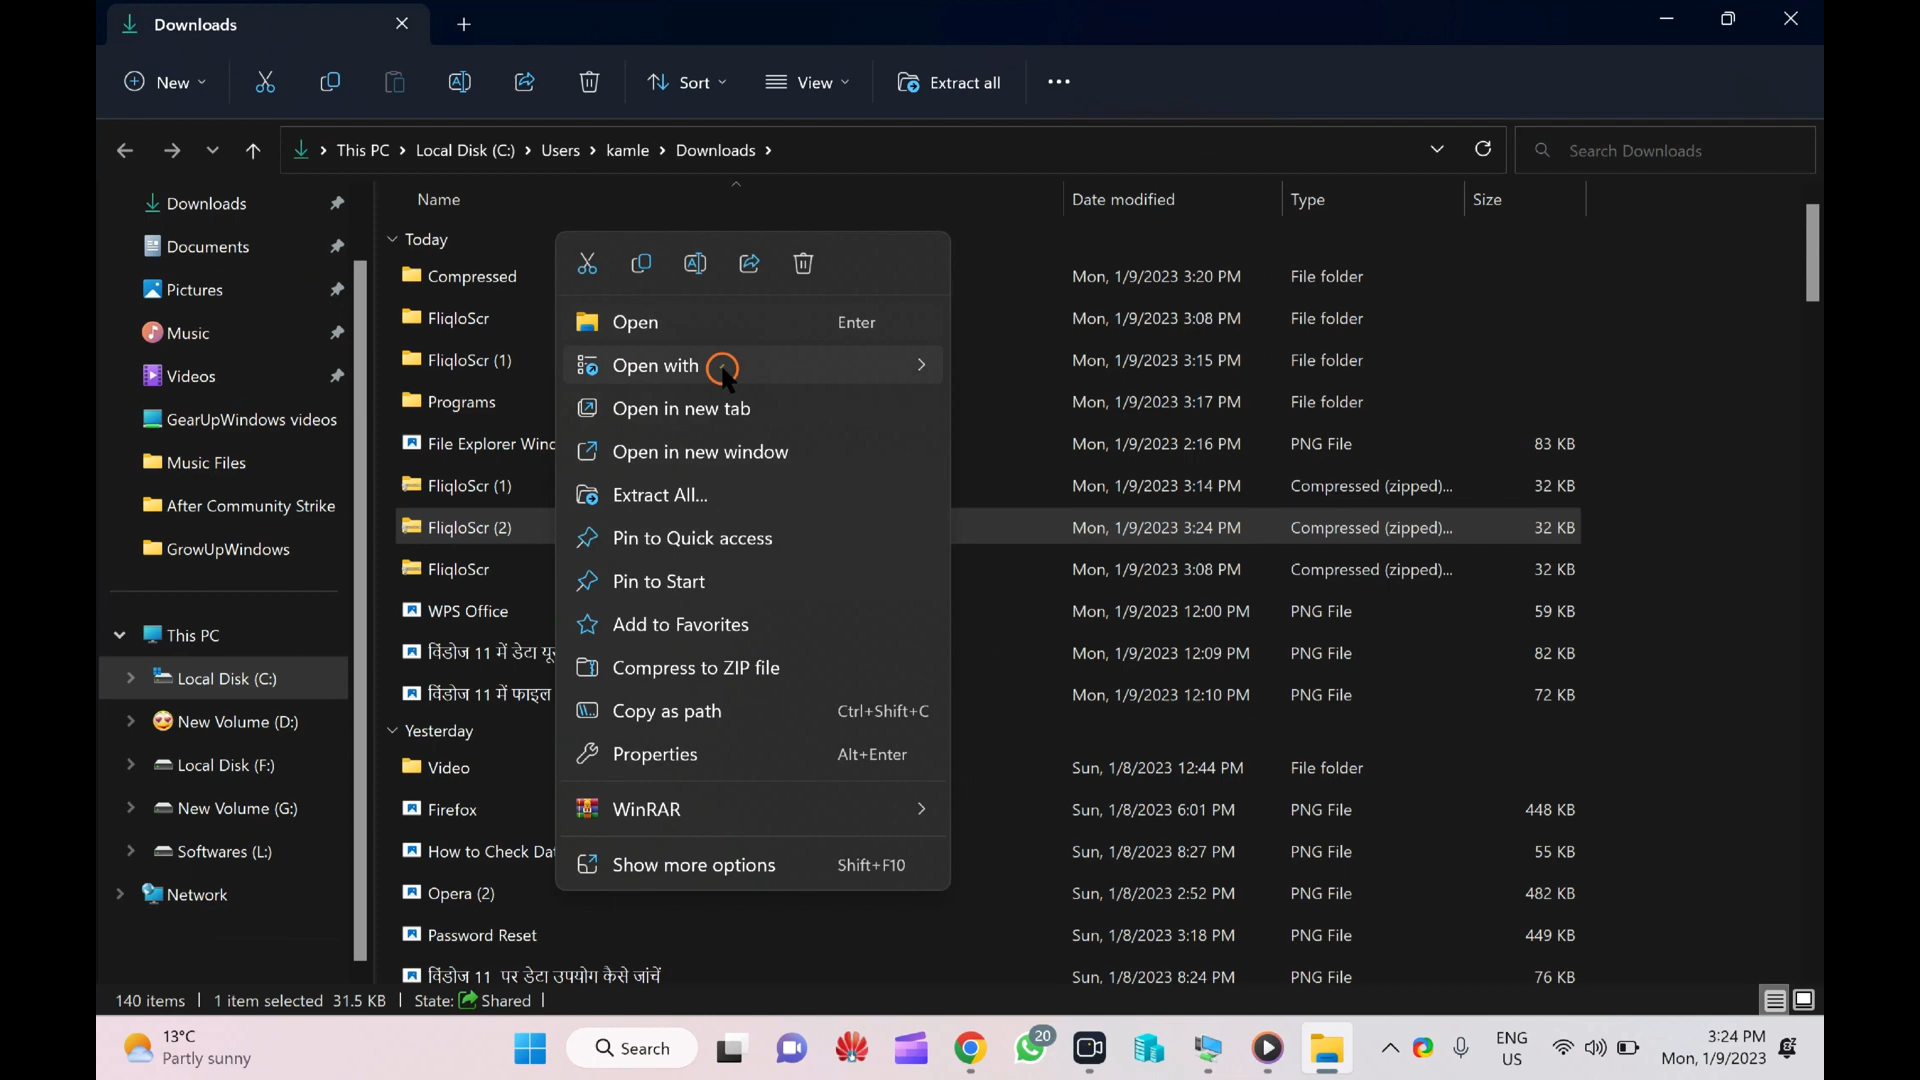 Downloads
New
Sort
View
Extract all
This PC > Local Disk (C:) > Users > kamle > Downloads >
Search Downloads
Name Date modified Type Size
Downloads
Documents
Pictures
Music
Videos
GearUpWindows videos
Music Files
After Community Strike
GrowUpWindows
This PC
Local Disk (C:)
New Volume (D:)
Local Disk (F:)
New Volume (G:)
Softwares (L:)
Network
Today
Compressed Mon, 1/9/2023 3:20 PM File folder
FliqloScr Mon, 1/9/2023 3:08 PM File folder
FliqloScr (1) Mon, 1/9/2023 3:15 PM File folder
Programs Mon, 1/9/2023 3:17 PM File folder
File Explorer Wind Mon, 1/9/2023 2:16 PM PNG File 83 KB
FliqloScr (1) Mon, 1/9/2023 3:14 PM Compressed (zipped)... 32 KB
FliqloScr (2) Mon, 1/9/2023 3:24 PM Compressed (zipped)... 32 KB
FliqloScr Mon, 1/9/2023 3:08 PM Compressed (zipped)... 32 KB
WPS Office Mon, 1/9/2023 12:00 PM PNG File 59 KB
विंडोज 11 में डेटा Mon, 1/9/2023 12:09 PM PNG File 82 KB
विंडोज 11 में फाइल Mon, 1/9/2023 12:10 PM PNG File 72 KB
Yesterday
Video Sun, 1/8/2023 12:44 PM File folder
Firefox Sun, 1/8/2023 6:01 PM PNG File 448 KB
How to Check Dat Sun, 1/8/2023 8:27 PM PNG File 55 KB
Opera (2) Sun, 1/8/2023 2:52 PM PNG File 482 KB
Password Reset Sun, 1/8/2023 3:18 PM PNG File 449 KB
विंडोज 11 पर डेटा उपयोग कैसे जांचें Sun, 1/8/2023 8:24 PM PNG File 76 KB
Open Enter
Open with
Open in new tab
Open in new window
Extract All...
Pin to Quick access
Pin to Start
Add to Favorites
Compress to ZIP file
Copy as path Ctrl+Shift+C
Properties Alt+Enter
WinRAR
Show more options Shift+F10
140 items | 1 item selected 31.5 KB | State: Shared |
13°C
Partly sunny
Search
20
ENG
US
3:24 PM
Mon, 1/9/2023